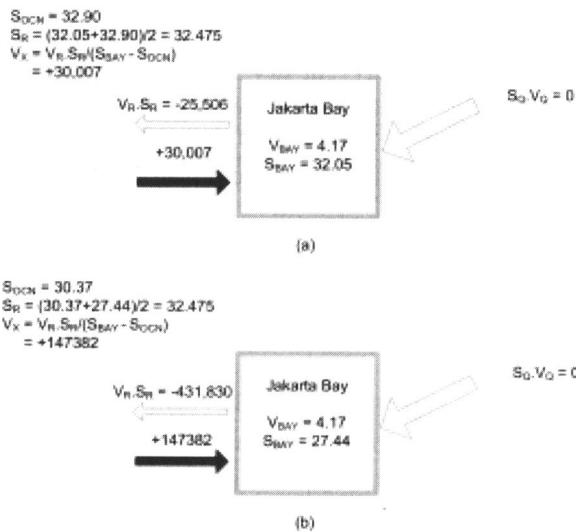 S_OCN = 32.90
S_R = (32.05+32.90)/2 = 32.475
V_X = V_R.S_R/(S_BAY - S_OCN)
= +30,007
V_R.S_R = -25,506
Jakarta Bay
S_Q.V_Q = 0
+30,007
V_BAY = 4.17
S_BAY = 32.05
(a)
S_OCN = 30.37
S_R = (30.37+27.44)/2 = 32.475
V_X = V_R.S_R/(S_BAY - S_OCN)
= +147382
V_R.S_R = -431,830
Jakarta Bay
S_Q.V_Q = 0
+147382
V_BAY = 4.17
S_BAY = 27.44
(b)